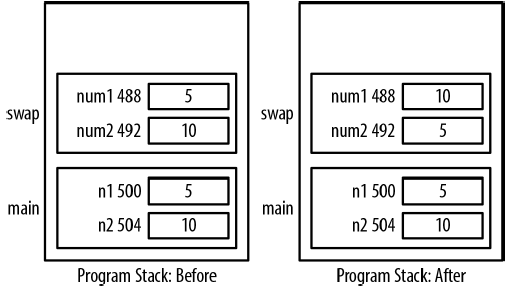 swap
num1 488 5
num2 492 10
main
n1 500 5
n2 504 10
Program Stack: Before
swap
num1 488 10
num2 492 5
main
n1 500 5
n2 504 10
Program Stack: After